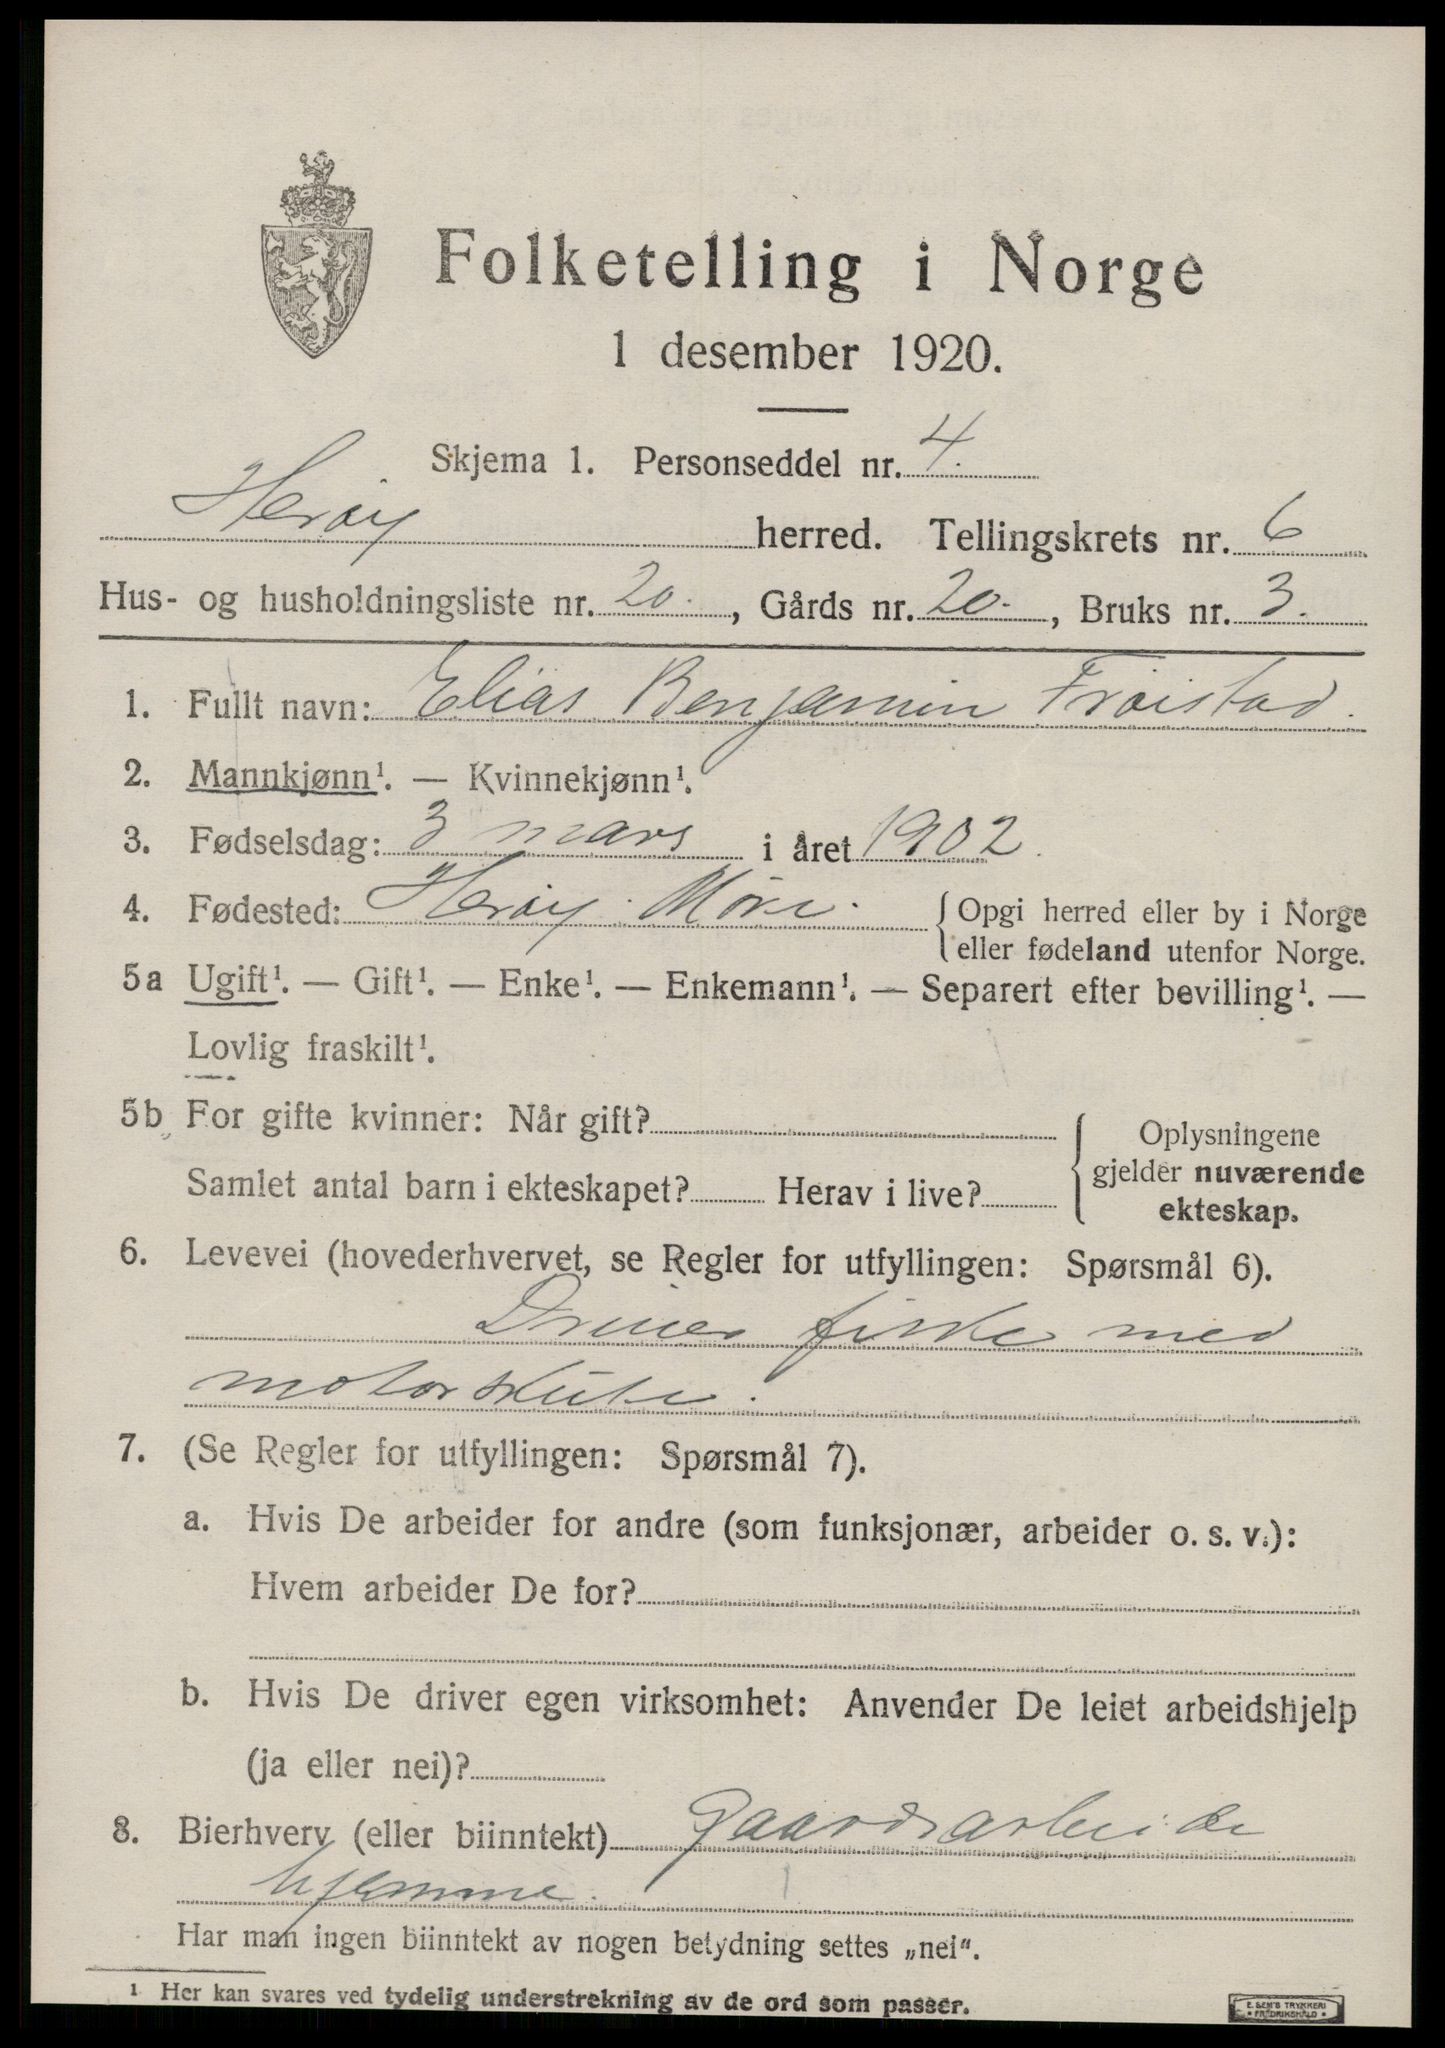 Folketelling i Norge
1 desember 1920.
Skjema 1. Personseddel nr. 4.
Herøy herred. Tellingskrets nr. 6
Hus- og husholdningsliste nr. 20., Gårds nr. 20., Bruks nr. 3.
1. Fullt navn: Elias Benjamin Frøistad.
2. Mannkjønn¹. — Kvinnekjønn¹.
3. Fødselsdag: 3 mars i året 1902.
4. Fødested: Herøy. Møre. Opgi herred eller by i Norge
eller fødeland utenfor Norge.
5a Ugift¹. — Gift¹. — Enke¹. — Enkemann¹. — Separert efter bevilling¹. —
Lovlig fraskilt¹.
5b For gifte kvinner: Når gift?
Samlet antal barn i ekteskapet? Herav i live?
Oplysningene
gjelder nuværende
ekteskap.
6. Levevei (hovederhvervet, se Regler for utfyllingen: Spørsmål 6).
Driver fiske med
motorskute.
7. (Se Regler for utfyllingen: Spørsmål 7).
a. Hvis De arbeider for andre (som funksjonær, arbeider o. s. v.):
Hvem arbeider De for?
b. Hvis De driver egen virksomhet: Anvender De leiet arbeidshjelp
(ja eller nei)?
8. Bierhverv (eller biinntekt) Gaardsarbeider
hjemme.
Har man ingen biinntekt av nogen betydning settes „nei“.
¹ Her kan svares ved tydelig understrekning av de ord som passer.
E. SEM'S TRYKKERI
• FREDRIKSHALD •